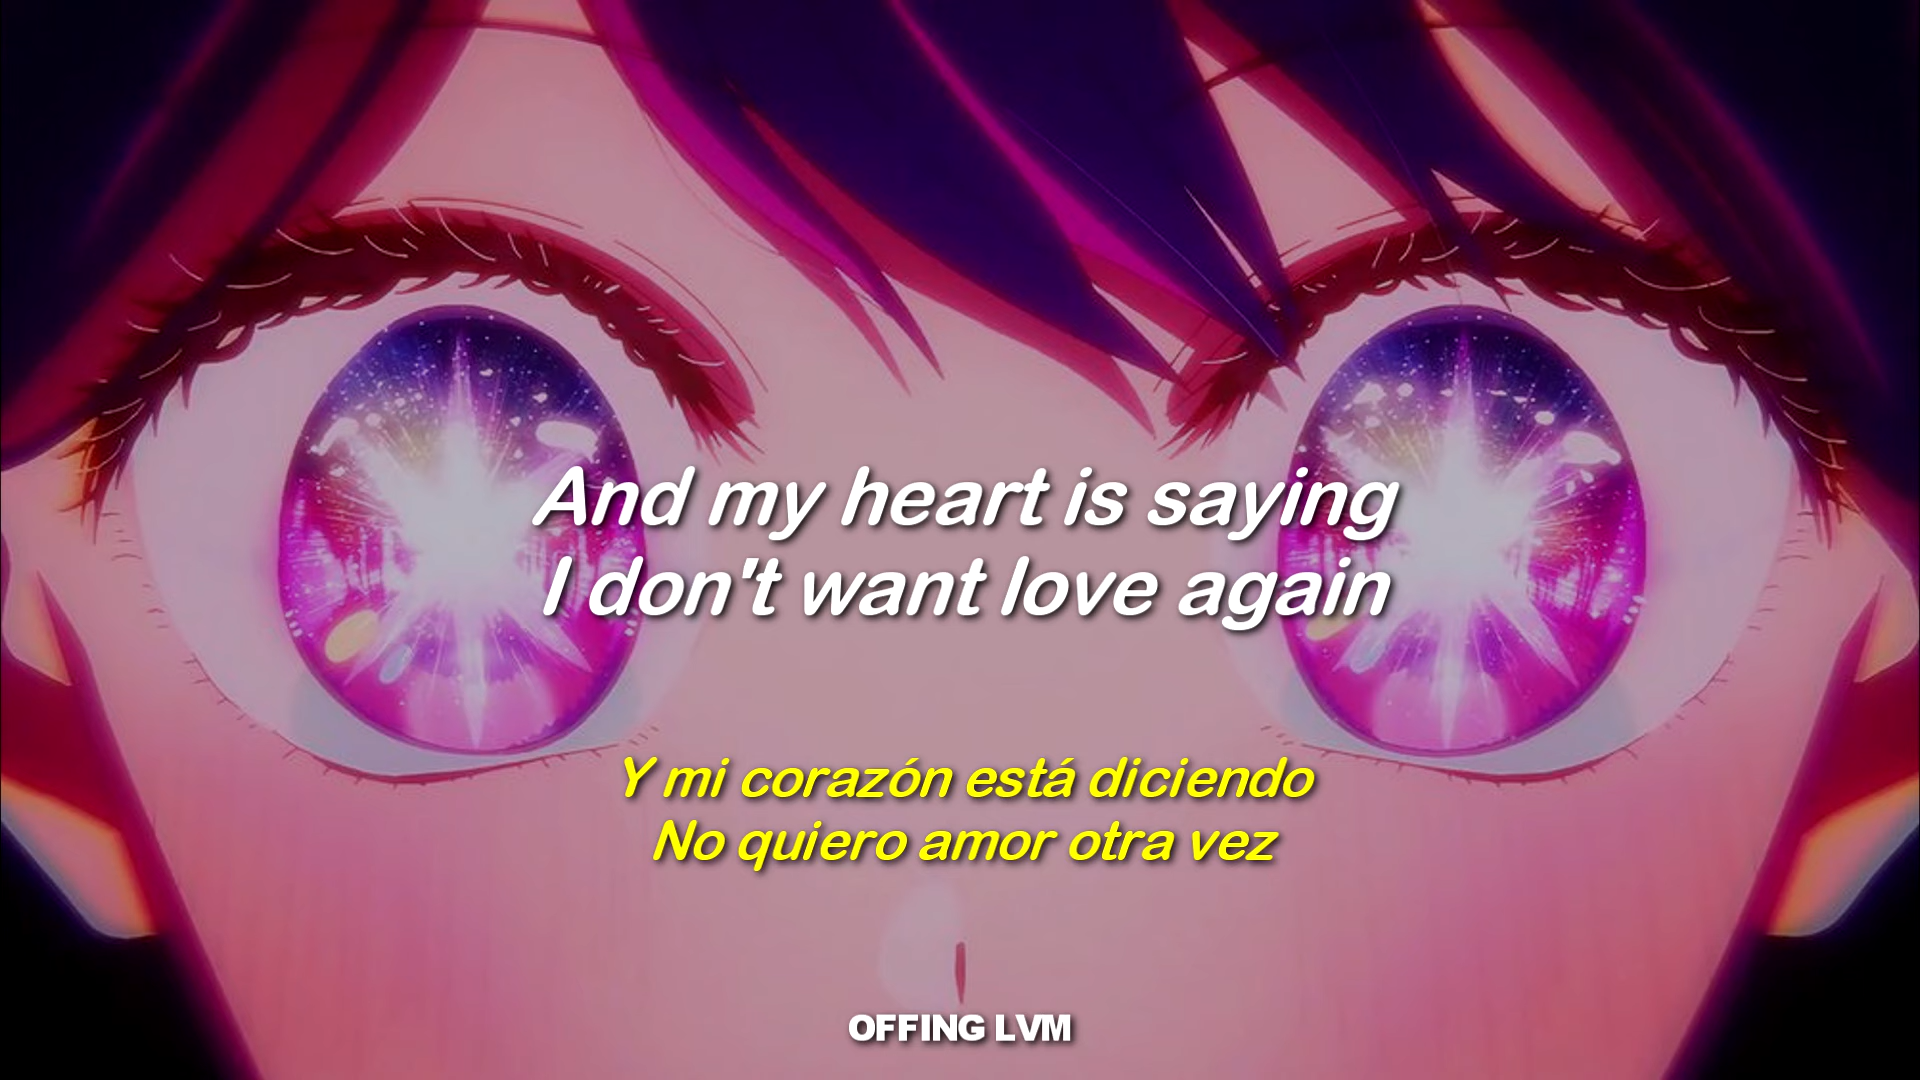 And my heart is saying
I don't want love again
Y mi corazón está diciendo
No quiero amor otra vez
OFFING LVM